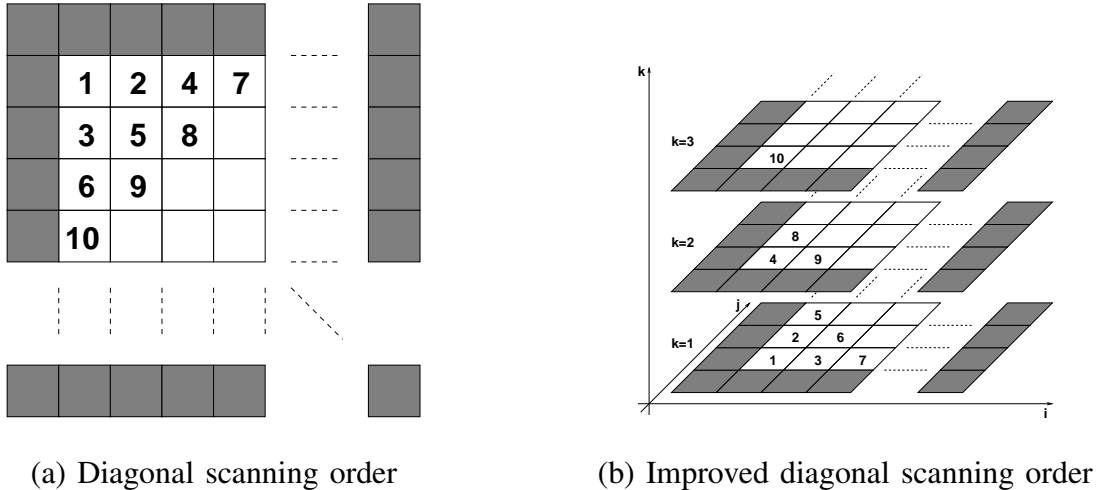 1 2 4 7
3 5 8
6 9
10
k
k=3
10
k=2
8
4 9
j
k=1
5
2 6
1 3 7
i
(a) Diagonal scanning order
(b) Improved diagonal scanning order